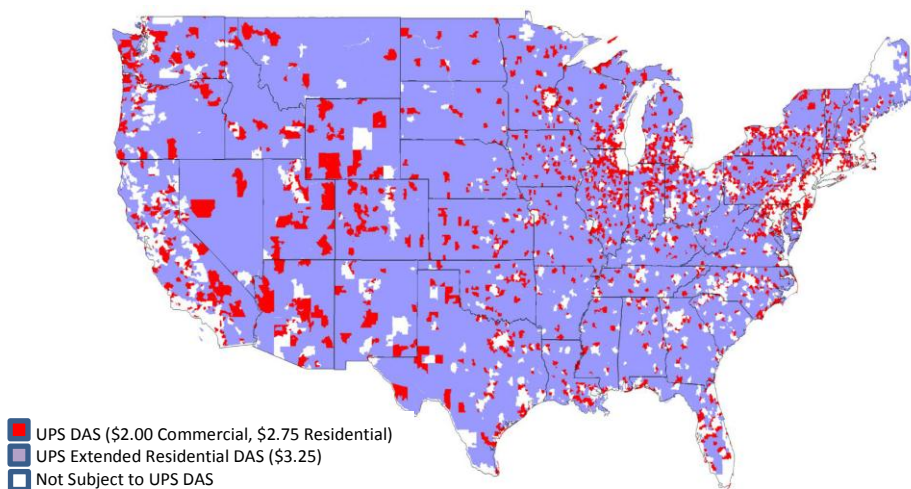 UPS DAS ($2.00 Commercial, $2.75 Residential)
UPS Extended Residential DAS ($3.25)
Not Subject to UPS DAS